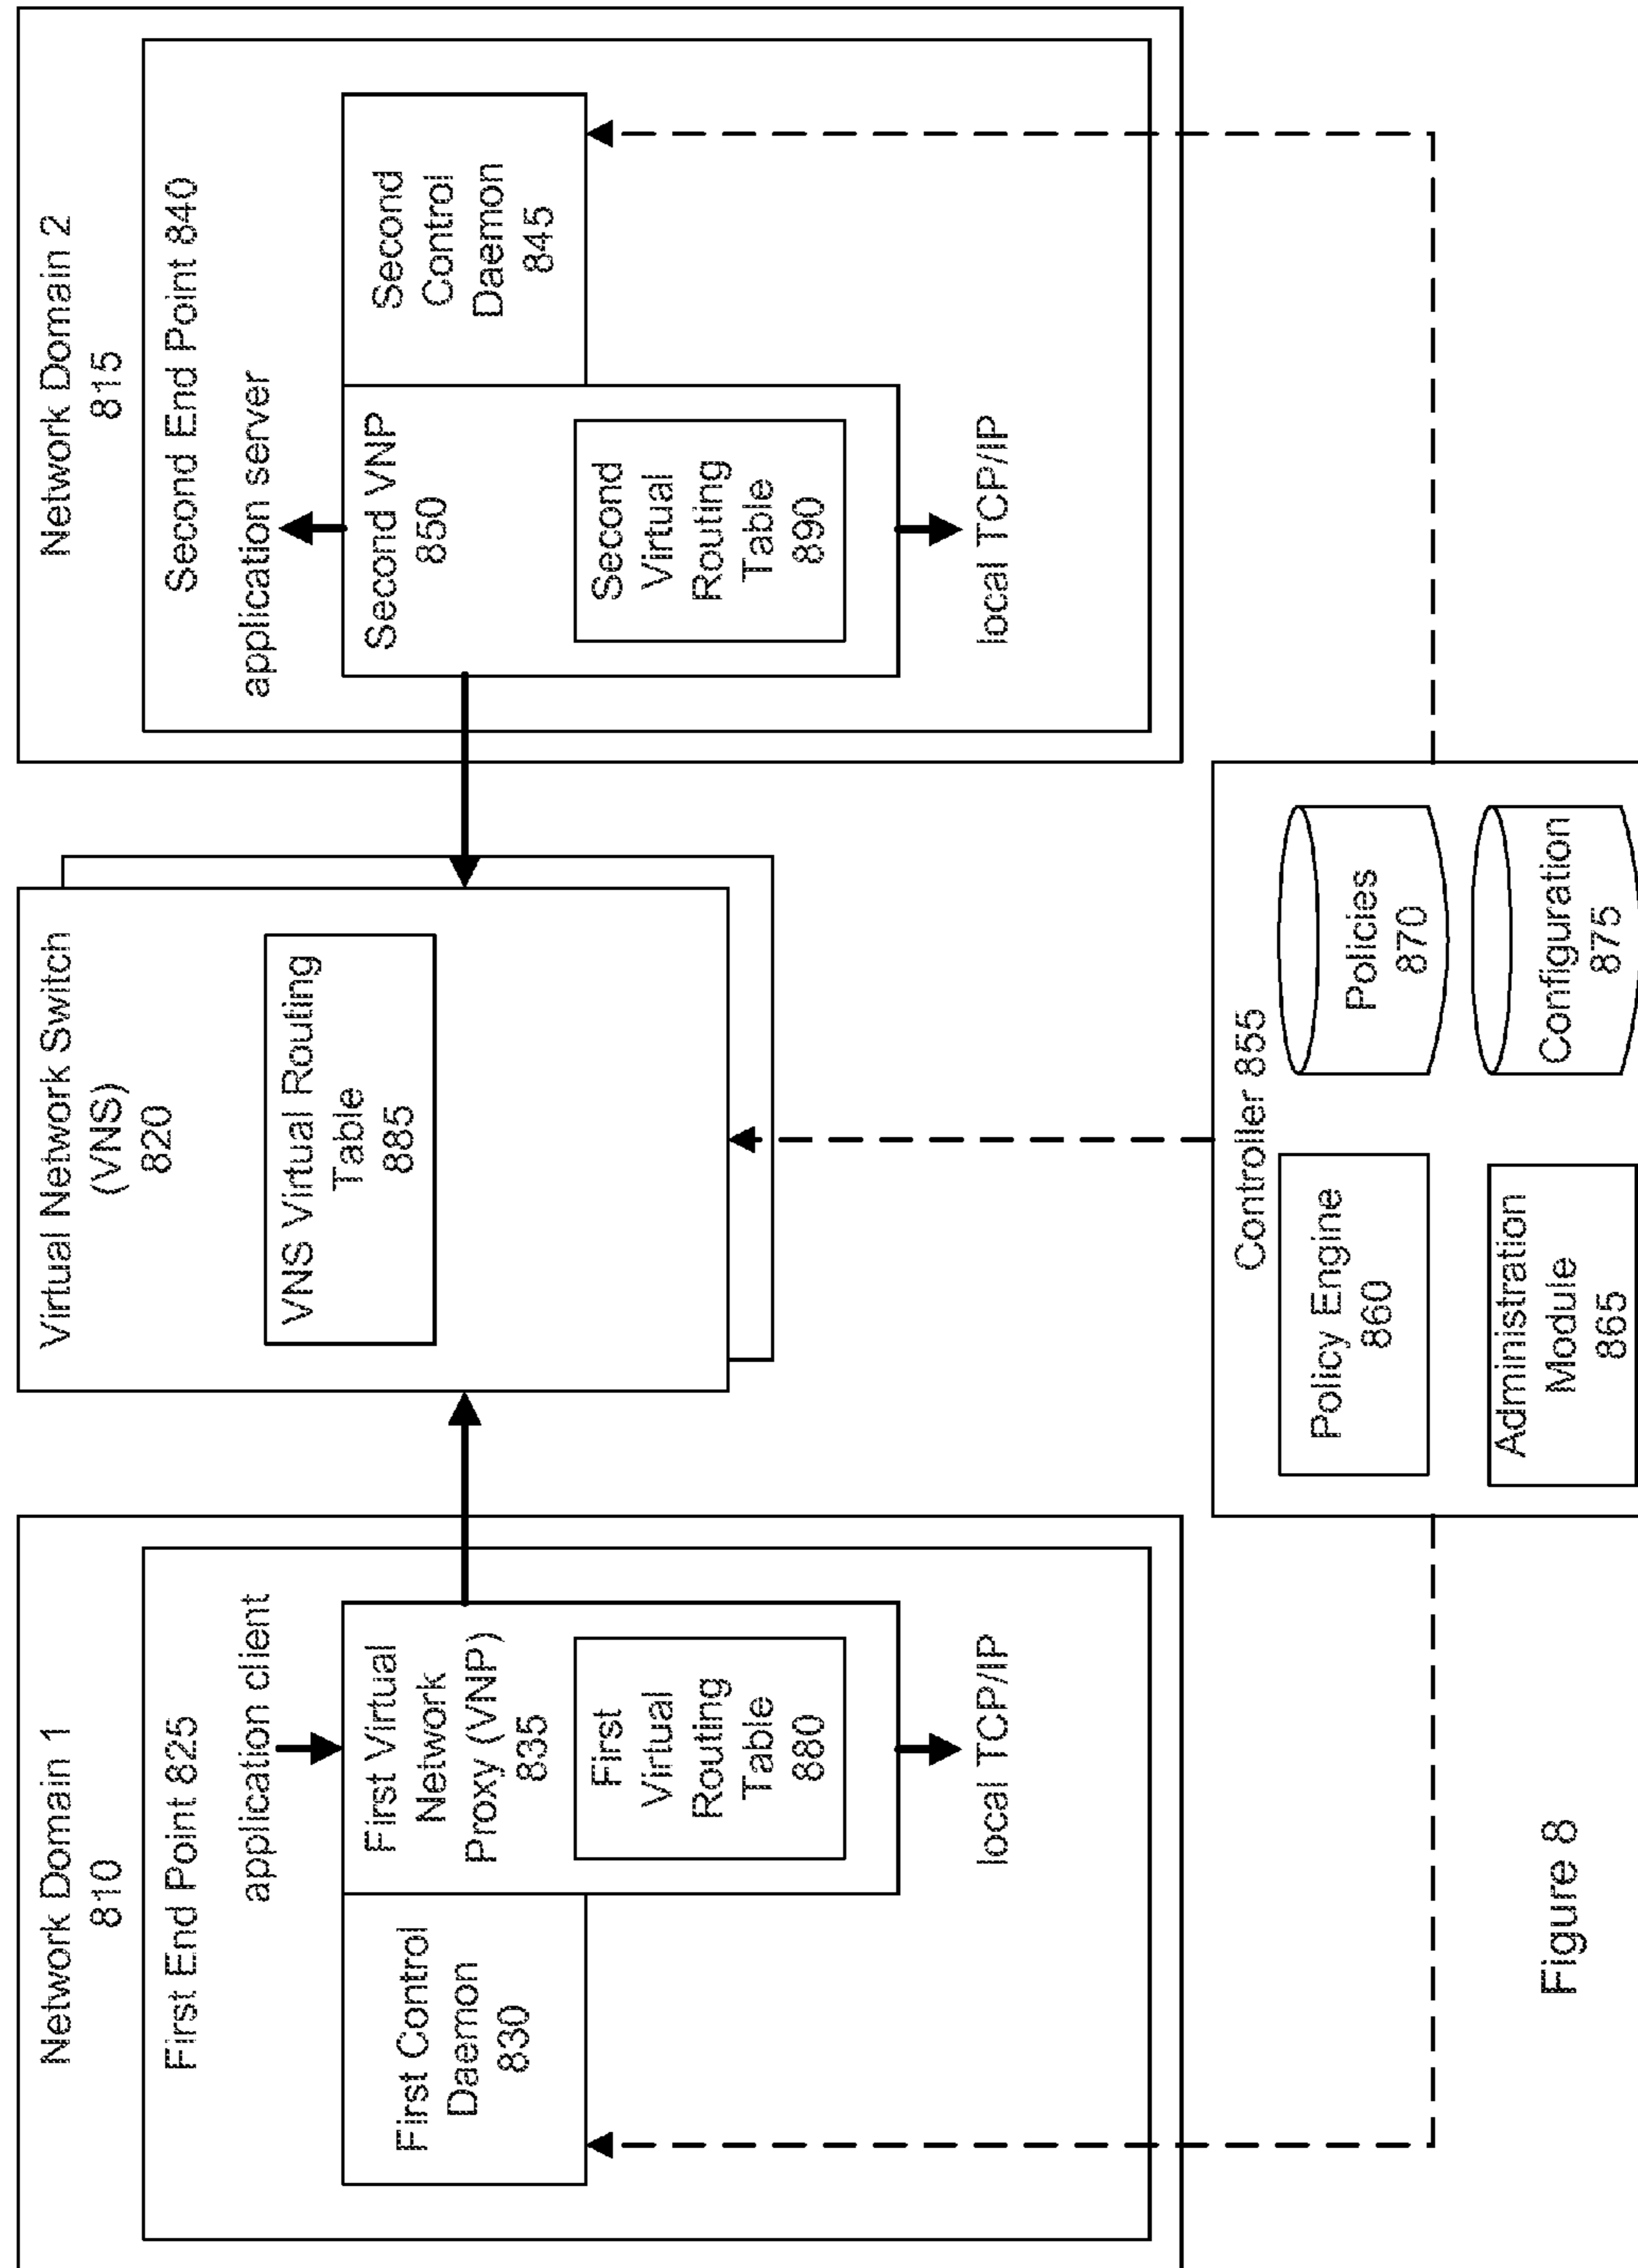 Network Domain 1
810
First End Point 825
application client
First Control
Daemon
830
First Virtual
Network
Proxy (VNP)
835
First
Virtual
Routing
Table
880
local TCP/IP
Virtual Network Switch
(VNS)
820
VNS Virtual Routing
Table
885
Network Domain 2
815
Second End Point 840
application server
Second VNP
850
Second
Virtual
Routing
Table
890
Second
Control
Daemon
845
local TCP/IP
Controller 855
Policy Engine
860
Policies
870
Administration
Module
865
Configuration
875
Figure 8